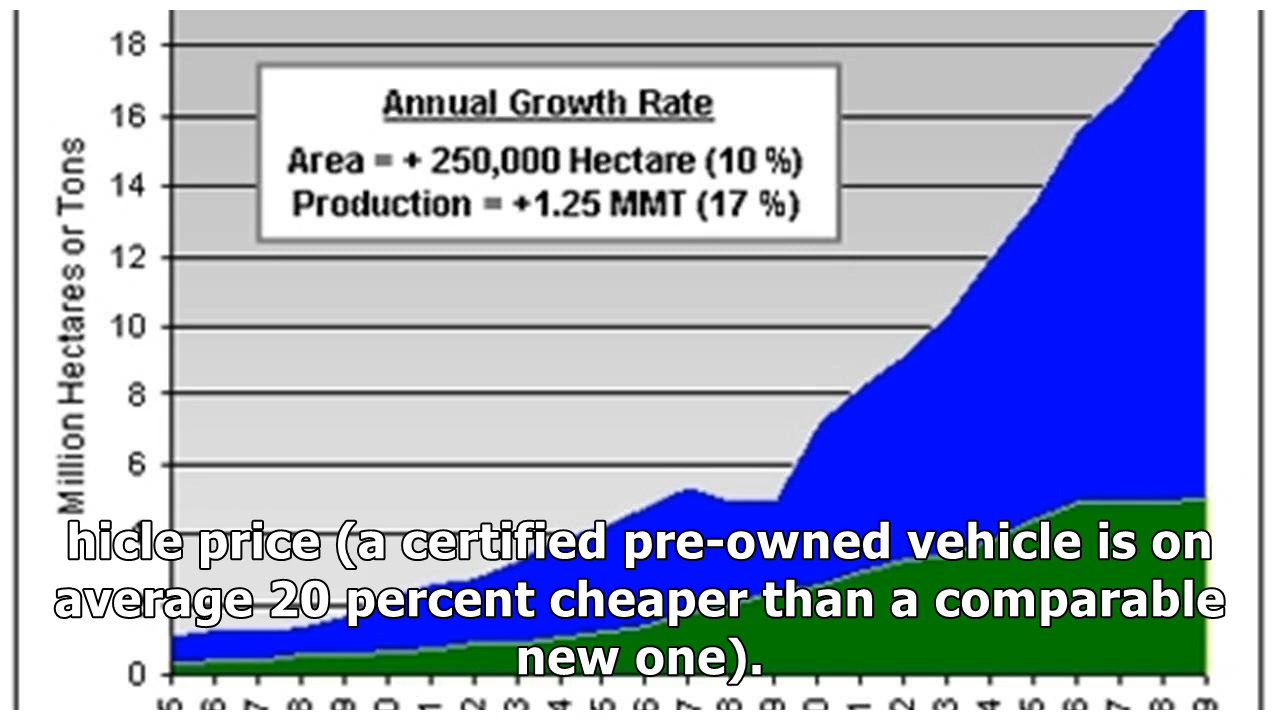 18
Annual Growth Rate
16
Area = + 250,000 Hectare (10 %)
Production = +1.25 MMT (17 %)
14
12
10
8
6
Million Hectares or Tons
hicle price (a certified pre-owned vehicle is on
average 20 percent cheaper than a comparable
new one).
0